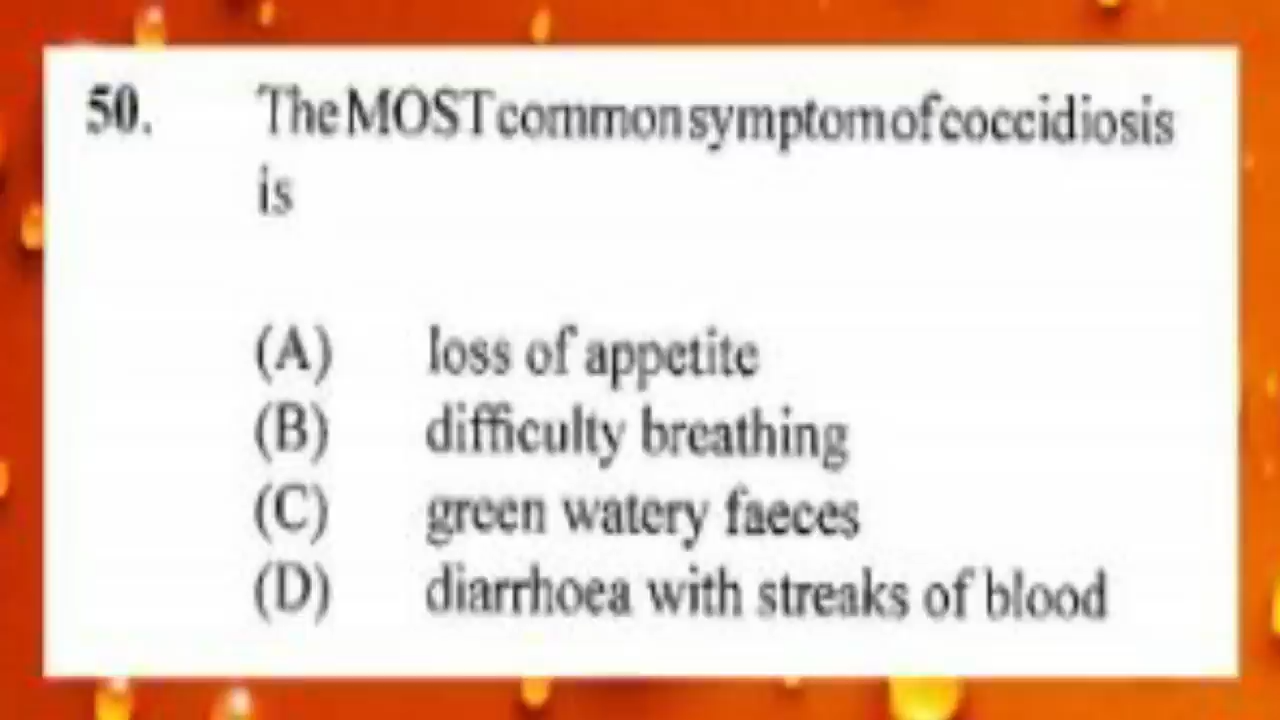 50. The MOST common symptom of coccidiosis
is
(A) loss of appetite
(B) difficulty breathing
(C) green watery faeces
(D) diarrhoea with streaks of blood